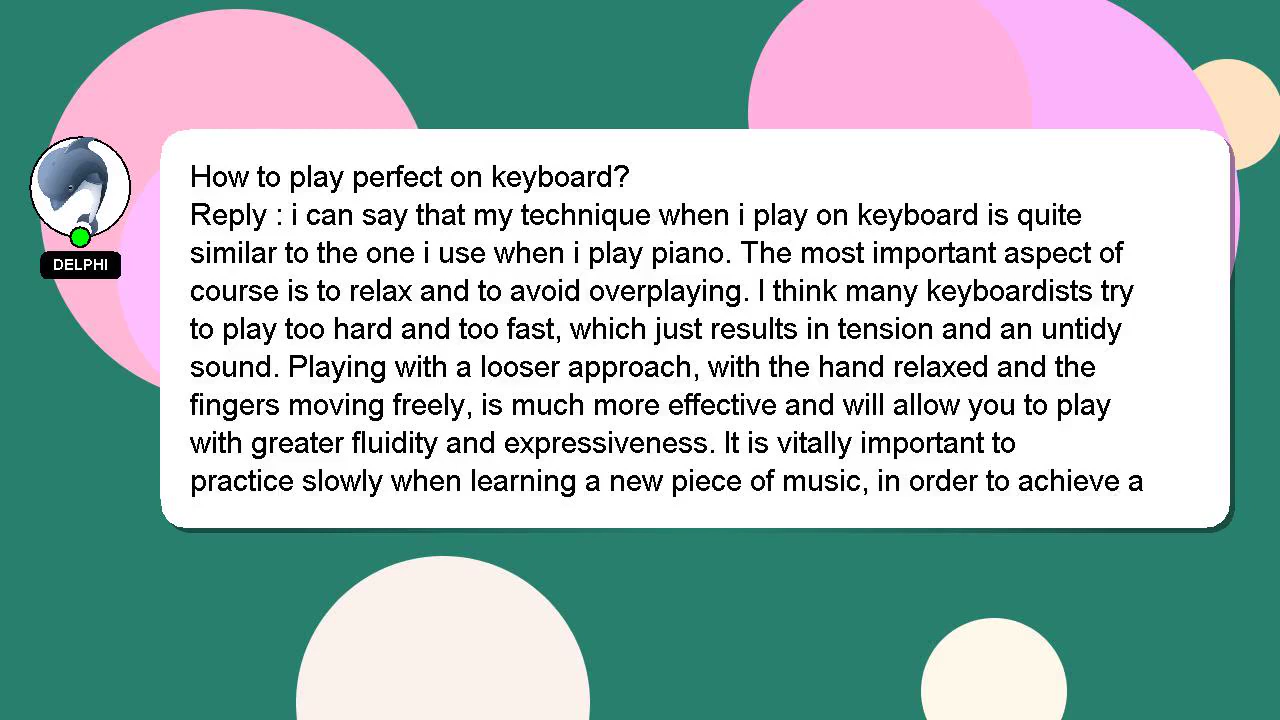 How to play perfect on keyboard?
Reply : i can say that my technique when i play on keyboard is quite
similar to the one i use when i play piano. The most important aspect of
course is to relax and to avoid overplaying. I think many keyboardists try
to play too hard and too fast, which just results in tension and an untidy
sound. Playing with a looser approach, with the hand relaxed and the
fingers moving freely, is much more effective and will allow you to play
with greater fluidity and expressiveness. It is vitally important to
practice slowly when learning a new piece of music, in order to achieve a
DELPHI